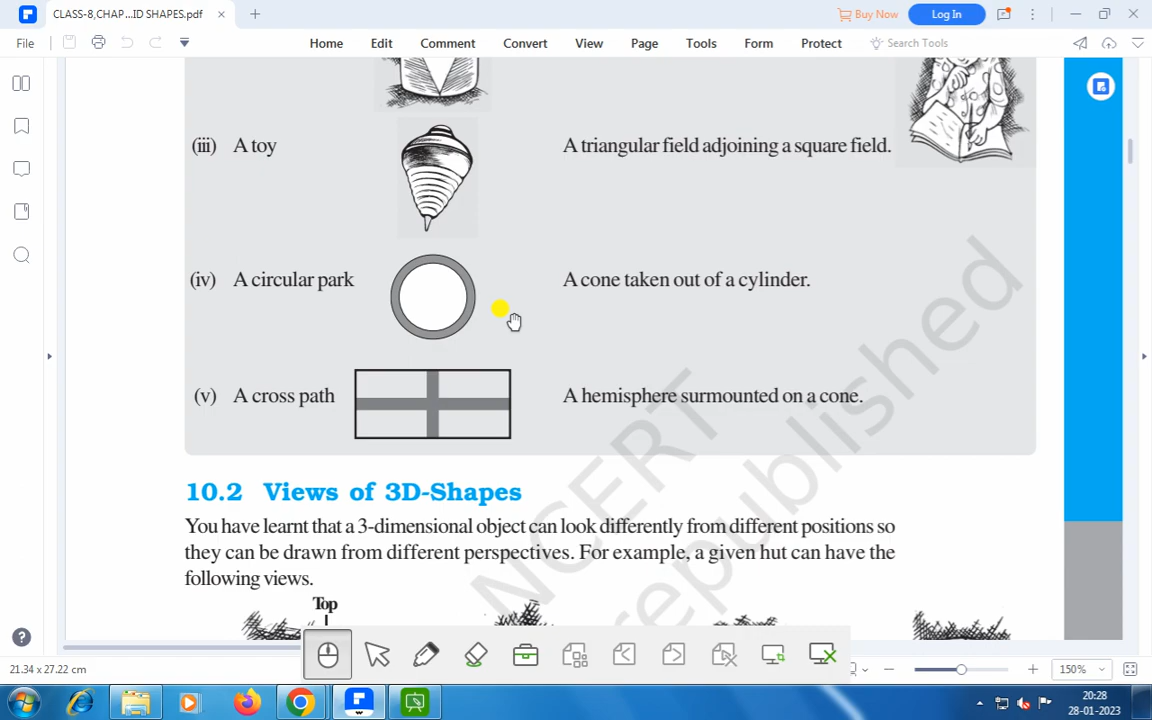 CLASS-8,CHAP...ID SHAPES.pdf
Buy Now
Log In
File
Home
Edit
Comment
Convert
View
Page
Tools
Form
Protect
Search Tools
(iii) A toy
A triangular field adjoining a square field.
(iv) A circular park
A cone taken out of a cylinder.
(v) A cross path
A hemisphere surmounted on a cone.
10.2 Views of 3D-Shapes
You have learnt that a 3-dimensional object can look differently from different positions so
they can be drawn from different perspectives. For example, a given hut can have the
following views.
Top
NCERT
republished
21.34 x 27.22 cm
150%
20:28
28-01-2023